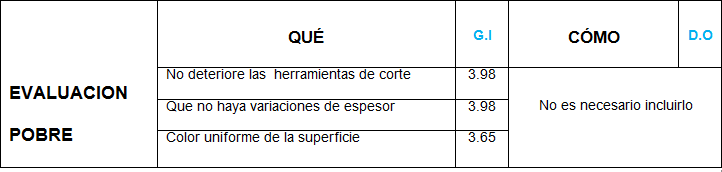 QUÉ G.I CÓMO D.O
EVALUACION
POBRE
No deteriore las herramientas de corte 3.98
Que no haya variaciones de espesor 3.98
Color uniforme de la superficie 3.65
No es necesario incluirlo